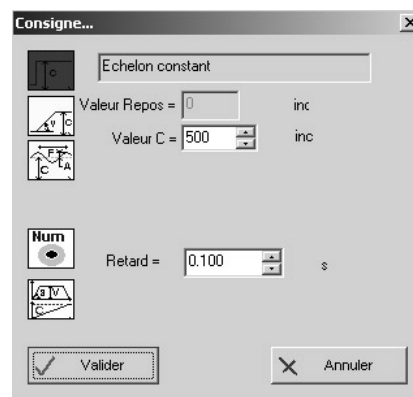 Consigne...
Echelon constant
Valeur Repos = 0 inc
Valeur C = 500 inc
Num
Retard = 0.100 s
Valider
Annuler